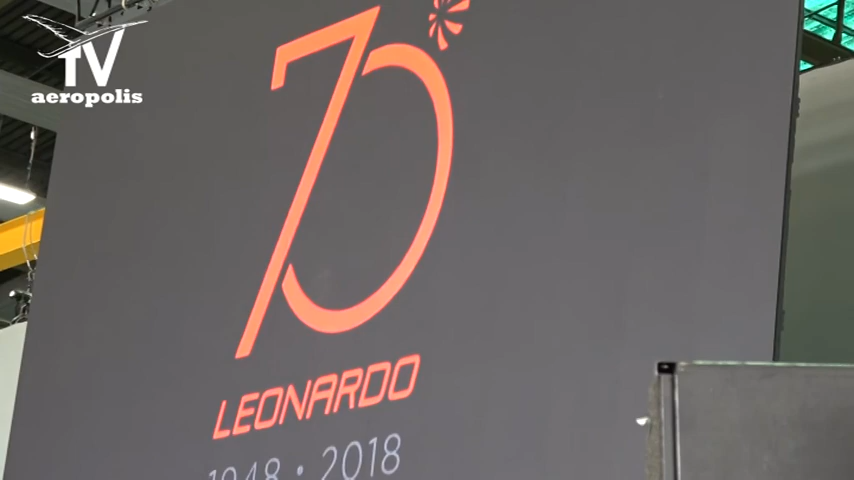 TV
aeropolis
70°
LEONARDO
1948 • 2018